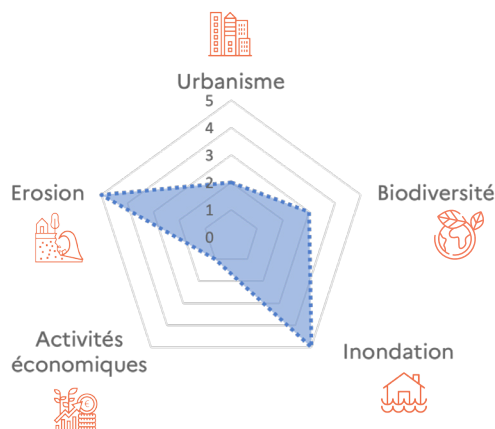 Urbanisme
5
4
3
2
1
0
Erosion
Biodiversité
Activités
économiques
Inondation